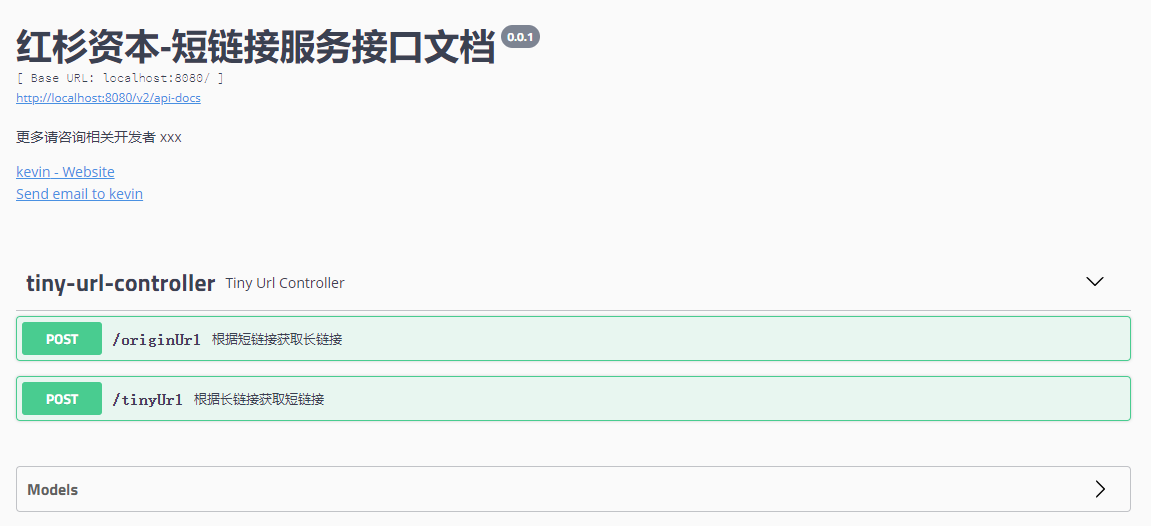 红杉资本-短链接服务接口文档 0.0.1
[ Base URL: localhost:8080/ ]
http://localhost:8080/v2/api-docs
更多请咨询相关开发者 xxx
kevin - Website
Send email to kevin
tiny-url-controller Tiny Url Controller
POST /originUrl 根据短链接获取长链接
POST /tinyUrl 根据长链接获取短链接
Models